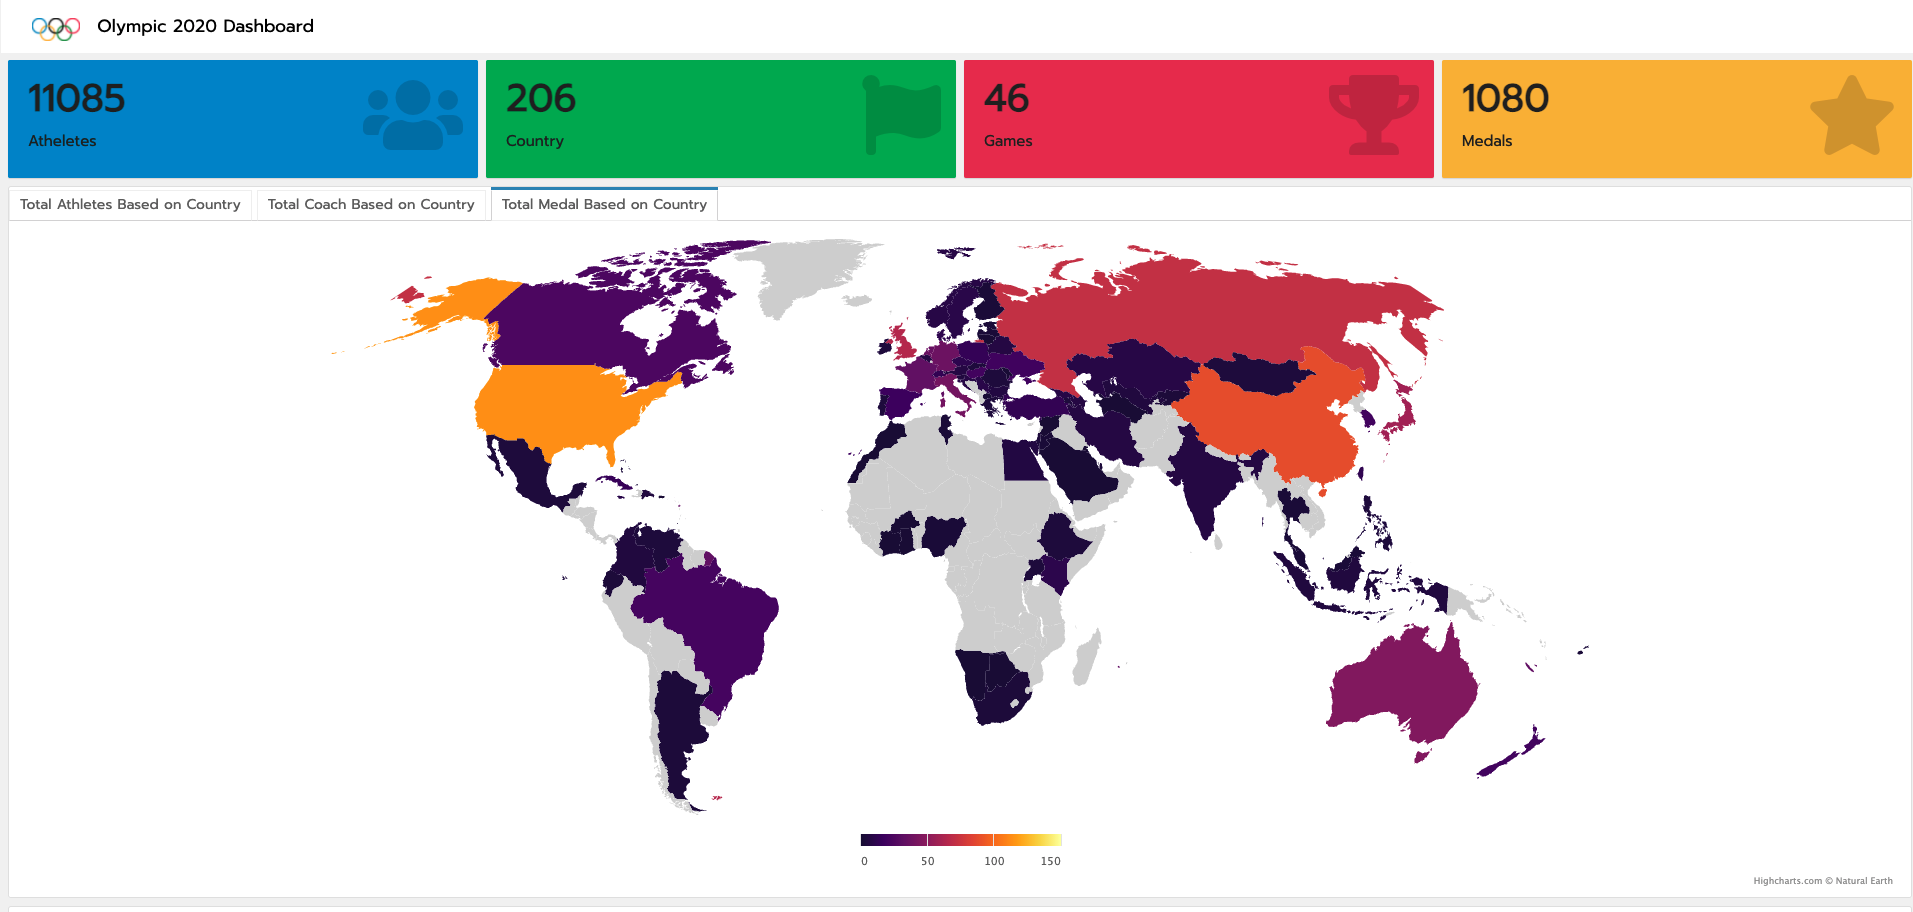 Olympic 2020 Dashboard
11085
Atheletes
206
Country
46
Games
1080
Medals
Total Athletes Based on Country
Total Coach Based on Country
Total Medal Based on Country
0 50 100 150
Highcharts.com © Natural Earth